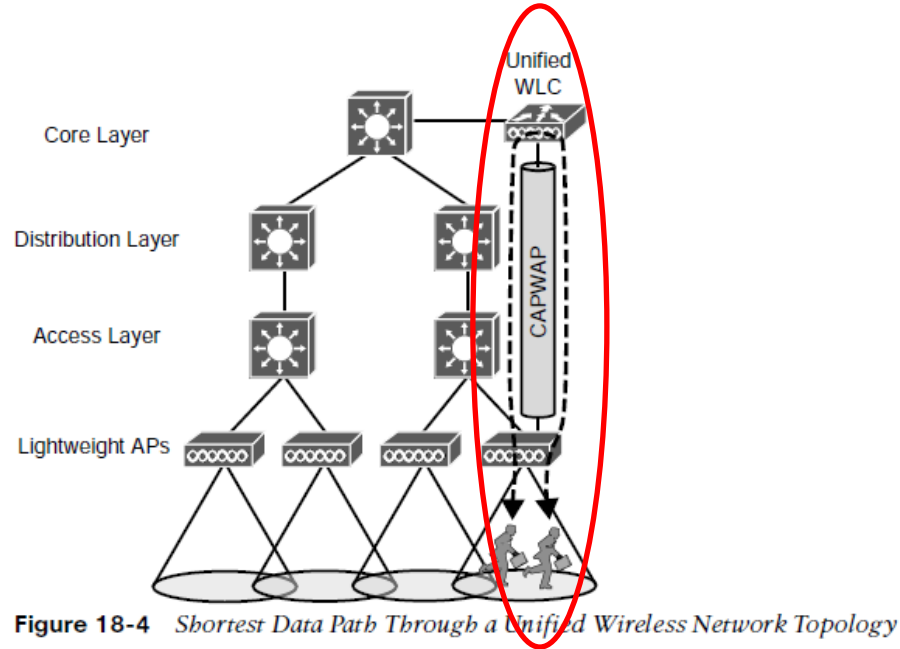 Unified
WLC
Core Layer
Distribution Layer
CAPWAP
Access Layer
Lightweight APs
Figure 18-4 Shortest Data Path Through a Unified Wireless Network Topology